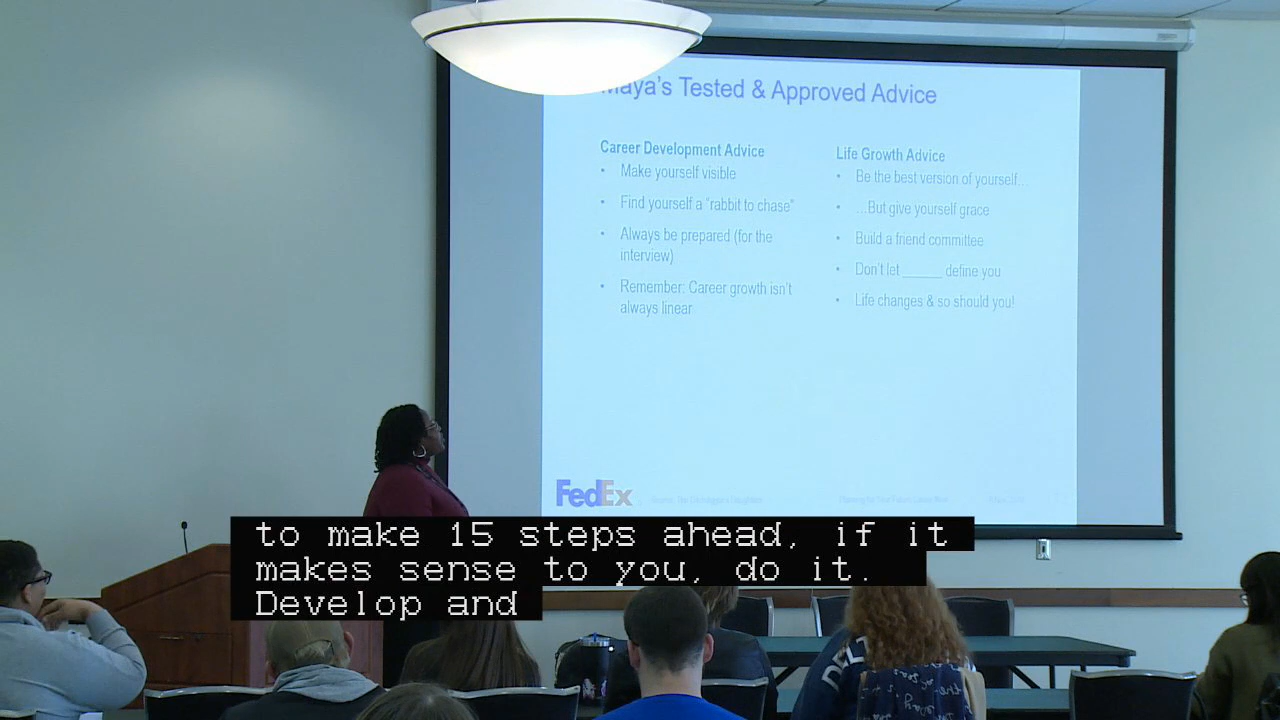 Maya's Tested & Approved Advice
Career Development Advice
• Make yourself visible
• Find yourself a "rabbit to chase"
• Always be prepared (for the
interview)
• Remember: Career growth isn't
always linear
Life Growth Advice
• Be the best version of yourself…
• …But give yourself grace
• Build a friend committee
• Don't let ______ define you
• Life changes & so should you!
FedEx
to make 15 steps ahead, if it
makes sense to you, do it.
Develop and